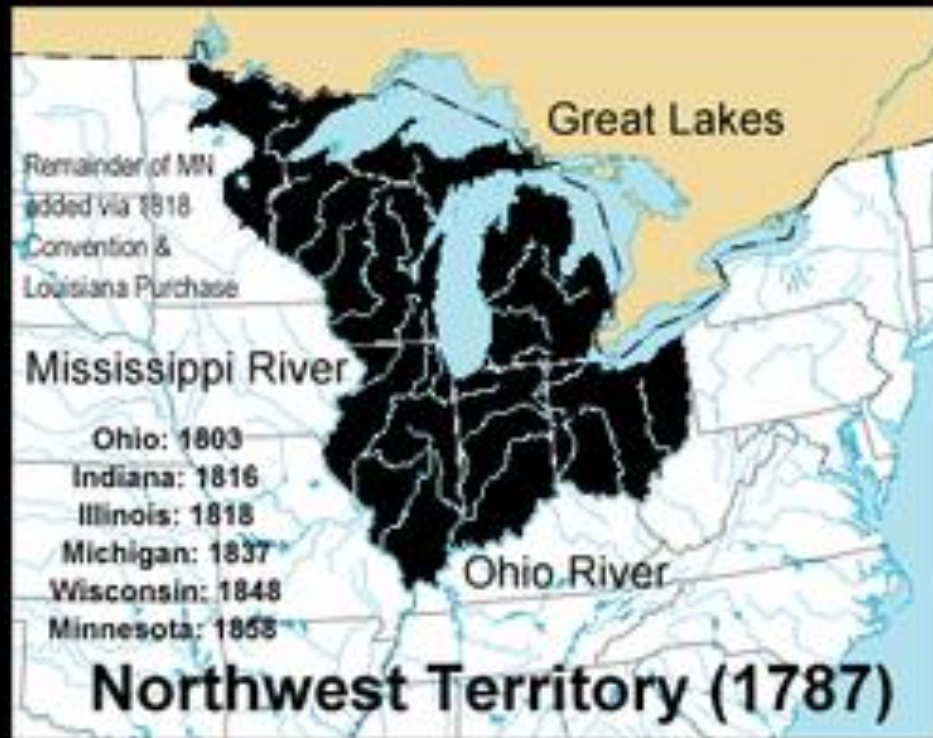 Great Lakes
Remainder of MN
added via 1818
Convention &
Louisiana Purchase
Mississippi River
Ohio: 1803
Indiana: 1816
Illinois: 1818
Michigan: 1837
Wisconsin: 1848
Minnesota: 1858
Ohio River
Northwest Territory (1787)